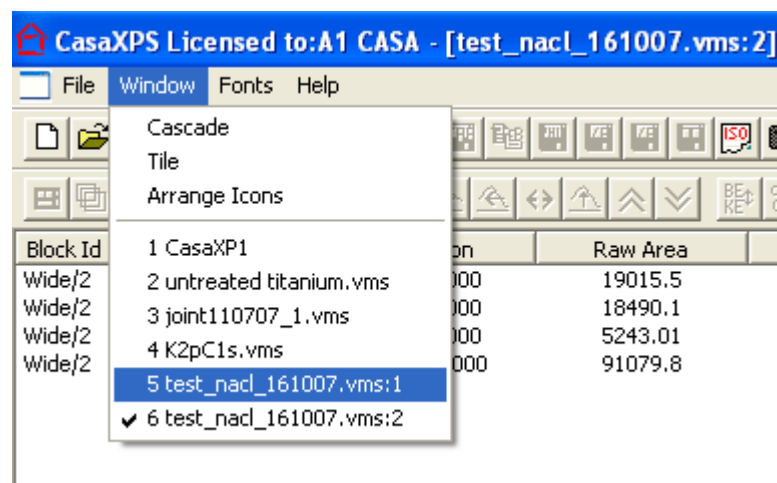 CasaXPS Licensed to:A1 CASA - [test_nacl_161007.vms:2]
File Window Fonts Help
ISO
BE KE
Cascade
Tile
Arrange Icons
1 CasaXP1
2 untreated titanium.vms
3 joint110707_1.vms
4 K2pC1s.vms
5 test_nacl_161007.vms:1
✔ 6 test_nacl_161007.vms:2
Block Id on Raw Area
Wide/2 000 19015.5
Wide/2 000 18490.1
Wide/2 000 5243.01
Wide/2 000 91079.8